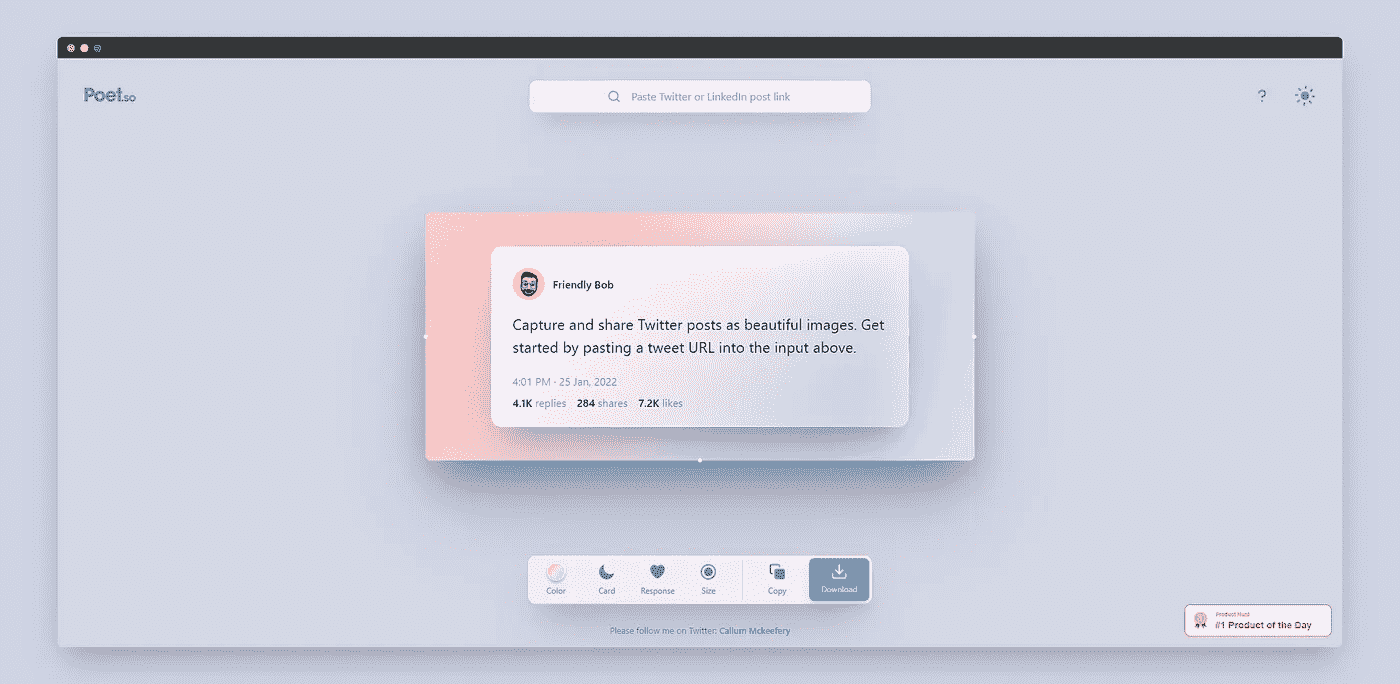 Poet.so
Paste Twitter or LinkedIn post link
?
Friendly Bob
Capture and share Twitter posts as beautiful images. Get
started by pasting a tweet URL into the input above.
4:01 PM · 25 Jan, 2022
4.1K replies 284 shares 7.2K likes
Color Card Response Size Copy Download
Please follow me on Twitter: Callum Mckeefery
Product Hunt
#1 Product of the Day